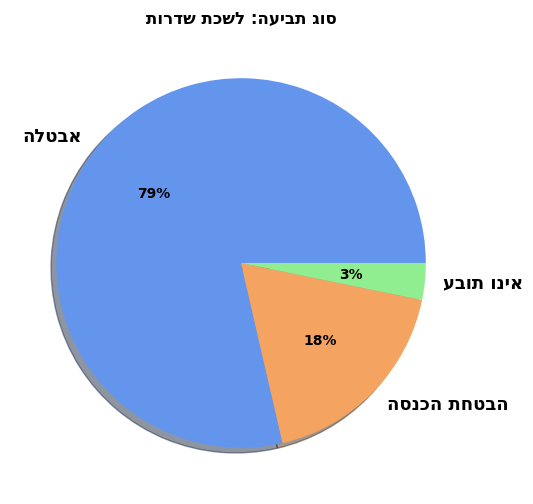 סוג תביעה: לשכת שדרות
אבטלה
79%
3%
אינו תובע
18%
הבטחת הכנסה